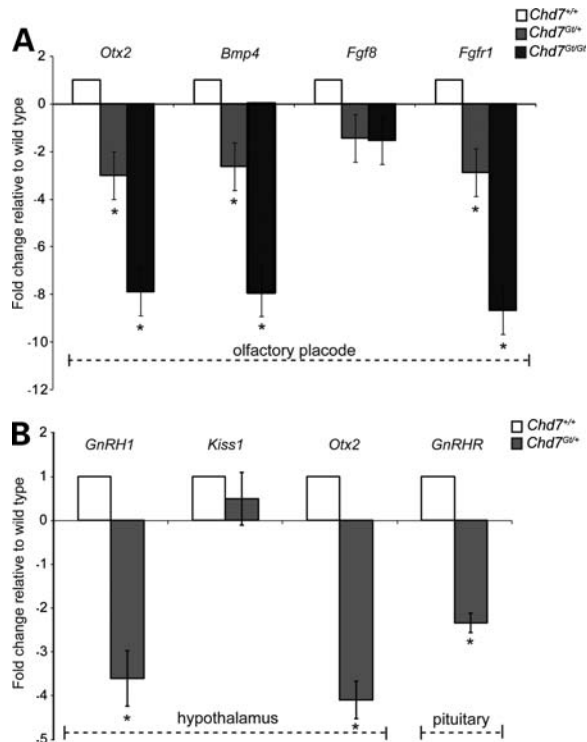 A
Chd7+/+
Chd7Gt/+
Chd7Gt/Gt
Otx2 Bmp4 Fgf8 Fgfr1
Fold change relative to wild type
2
0
-2
-4
-6
-8
-10
-12
* * * * * *
olfactory placode
B
Chd7+/+
Chd7Gt/+
GnRH1 Kiss1 Otx2 GnRHR
Fold change relative to wild type
2
1
0
-1
-2
-3
-4
-5
* * *
hypothalamus pituitary